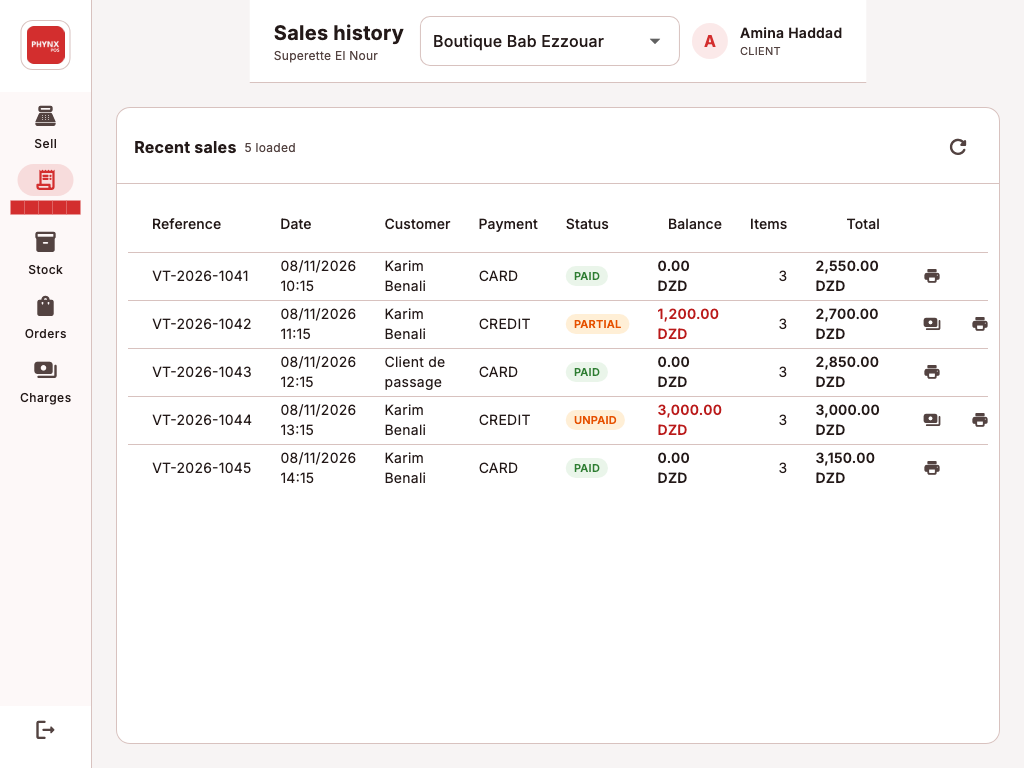 PHYNX
POS
Sales history
Superette El Nour
Boutique Bab Ezzouar
A
Amina Haddad
CLIENT
Sell
Stock
Orders
Charges
Recent sales 5 loaded
Reference Date Customer Payment Status Balance Items Total
VT-2026-1041 08/11/2026 10:15 Karim Benali CARD PAID 0.00 DZD 3 2,550.00 DZD
VT-2026-1042 08/11/2026 11:15 Karim Benali CREDIT PARTIAL 1,200.00 DZD 3 2,700.00 DZD
VT-2026-1043 08/11/2026 12:15 Client de passage CARD PAID 0.00 DZD 3 2,850.00 DZD
VT-2026-1044 08/11/2026 13:15 Karim Benali CREDIT UNPAID 3,000.00 DZD 3 3,000.00 DZD
VT-2026-1045 08/11/2026 14:15 Karim Benali CARD PAID 0.00 DZD 3 3,150.00 DZD